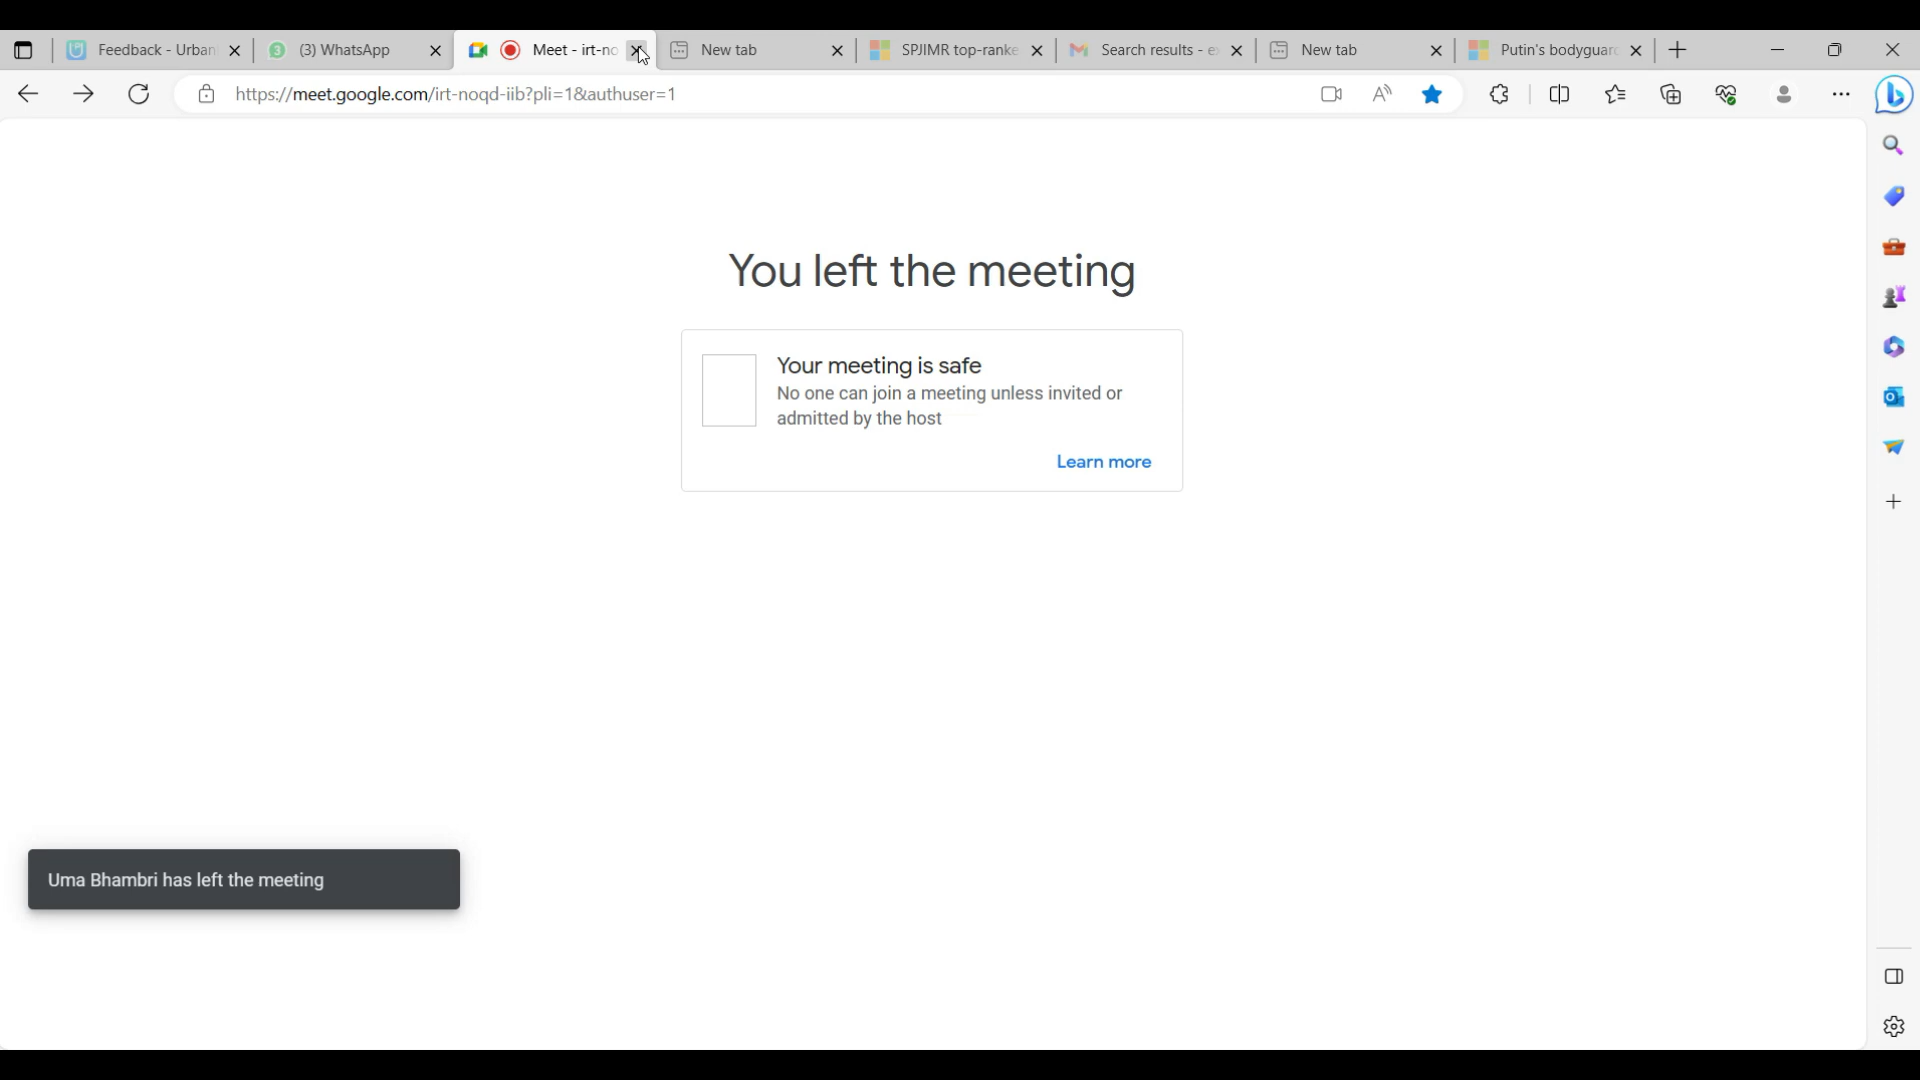 Feedback - Urban
(3) WhatsApp
Meet - irt-no
New tab
SPJIMR top-ranke
Search results - e
New tab
Putin's bodyguar
https://meet.google.com/irt-noqd-iib?pli=1&authuser=1
You left the meeting
Your meeting is safe
No one can join a meeting unless invited or
admitted by the host
Learn more
Uma Bhambri has left the meeting